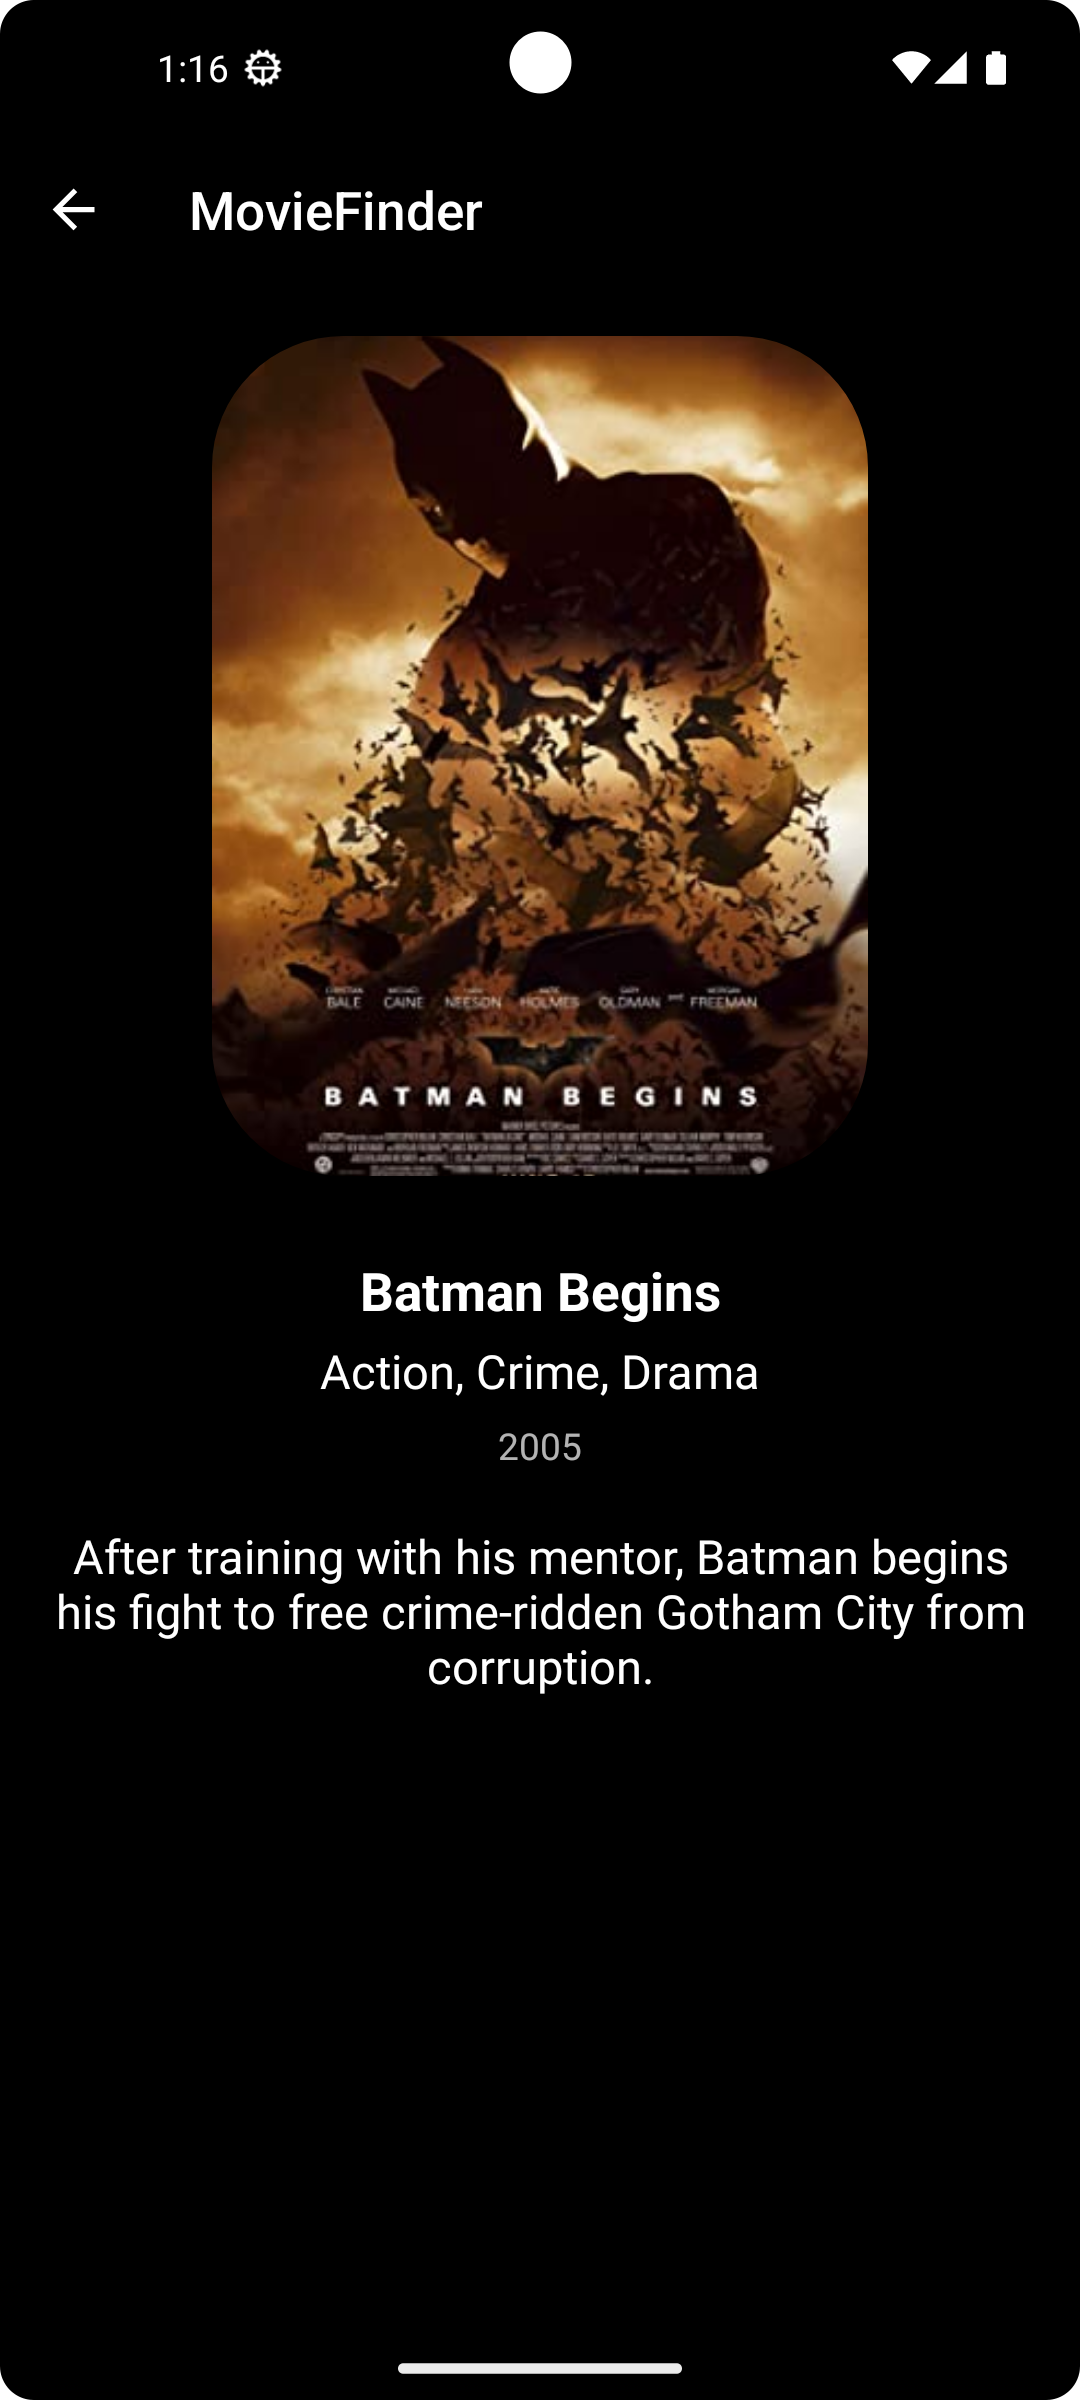 1:16
MovieFinder
BALE CAINE NEESON HOLMES OLDMAN and FREEMAN
BATMAN BEGINS
Batman Begins
Action, Crime, Drama
2005
After training with his mentor, Batman begins
his fight to free crime-ridden Gotham City from
corruption.